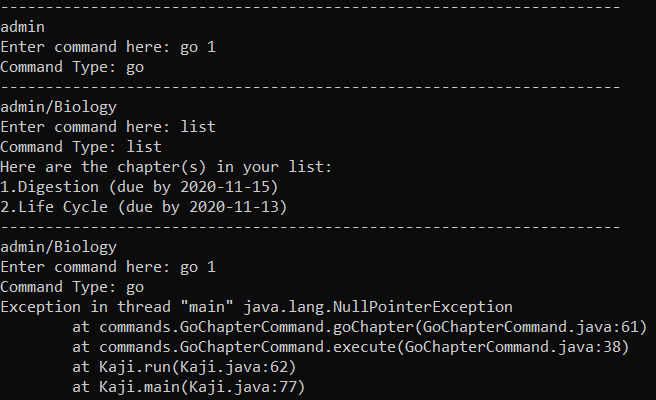 ---------------------------------------------------------------------
admin
Enter command here: go 1
Command Type: go
---------------------------------------------------------------------
admin/Biology
Enter command here: list
Command Type: list
Here are the chapter(s) in your list:
1.Digestion (due by 2020-11-15)
2.Life Cycle (due by 2020-11-13)
---------------------------------------------------------------------
admin/Biology
Enter command here: go 1
Command Type: go
Exception in thread "main" java.lang.NullPointerException
        at commands.GoChapterCommand.goChapter(GoChapterCommand.java:61)
        at commands.GoChapterCommand.execute(GoChapterCommand.java:38)
        at Kaji.run(Kaji.java:62)
        at Kaji.main(Kaji.java:77)